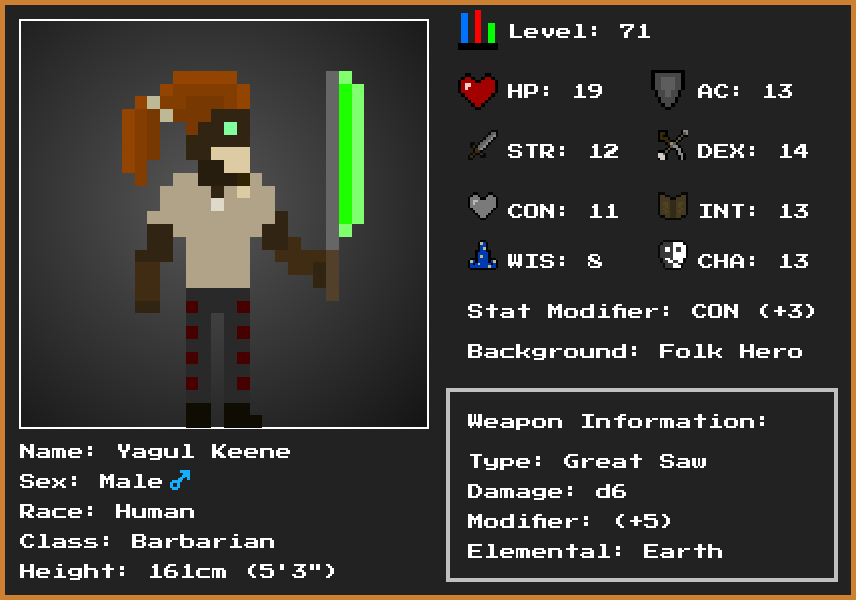 Level: 71
HP: 19 AC: 13
STR: 12 DEX: 14
CON: 11 INT: 13
WIS: 8 CHA: 13
Stat Modifier: CON (+3)
Background: Folk Hero
Weapon Information:
Type: Great Saw
Damage: d6
Modifier: (+5)
Elemental: Earth
Name: Yagul Keene
Sex: Male ♂
Race: Human
Class: Barbarian
Height: 161cm (5'3")